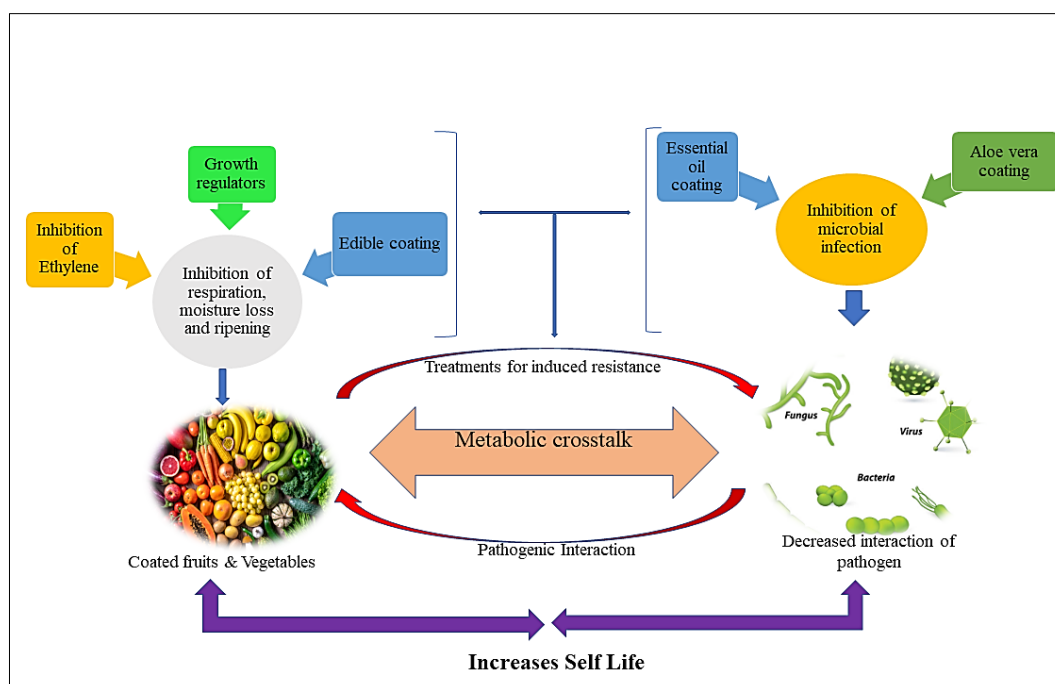 Growth
regulators
Inhibition
of
Ethylene
Edible coating
Inhibition of
respiration,
moisture loss
and ripening
Essential
oil
coating
Aloe vera
coating
Inhibition of
microbial
infection
Treatments for induced resistance
Metabolic crosstalk
Pathogenic Interaction
Fungus
Virus
Bacteria
Coated fruits & Vegetables
Decreased interaction of
pathogen
Increases Self Life